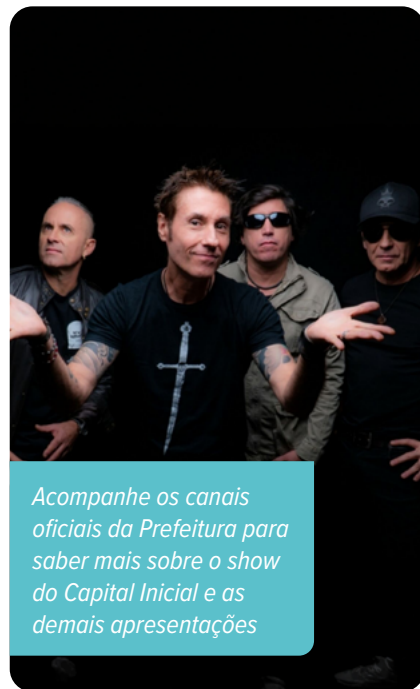 Acompanhe os canais
oficiais da Prefeitura para
saber mais sobre o show
do Capital Inicial e as
demais apresentações